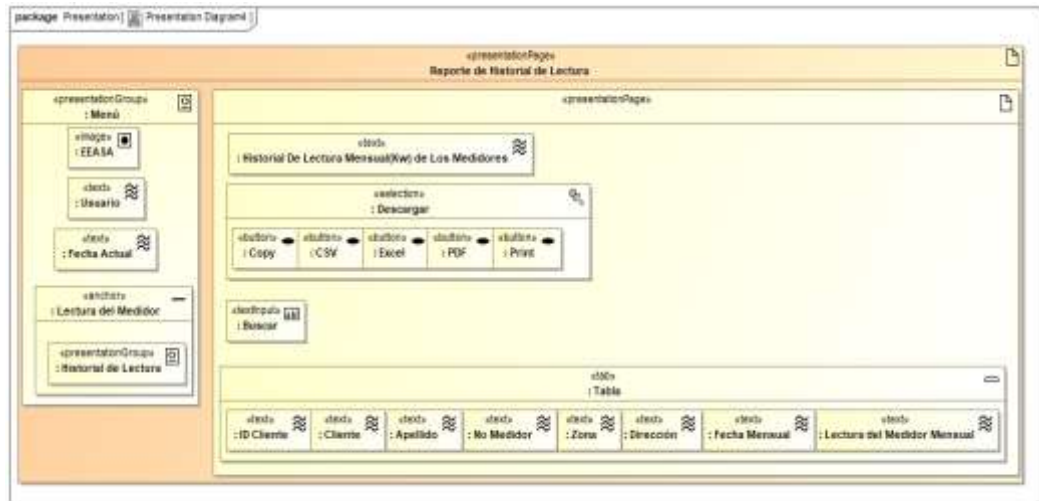 package Presentation[ Presentation Diagram4 ]
«presentationPage»
Reporte de Historial de Lectura
«presentationGroup»
: Menú
«image»
: EEASA
«text»
: Usuario
«text»
: Fecha Actual
«anchor»
: Lectura del Medidor
«presentationGroup»
: Historial de Lectura
«presentationPage»
«text»
: Historial De Lectura Mensual(Kw) de Los Medidores
«selection»
: Descargar
«button» «button» «button» «button» «button»
: Copy : CSV : Excel : PDF : Print
«textInput»
: Buscar
«tab»
: Tabla
«text» «text» «text» «text» «text» «text» «text» «text»
: ID Cliente : Cliente : Apellido : No Medidor : Zona : Dirección : Fecha Mensual : Lectura del Medidor Mensual